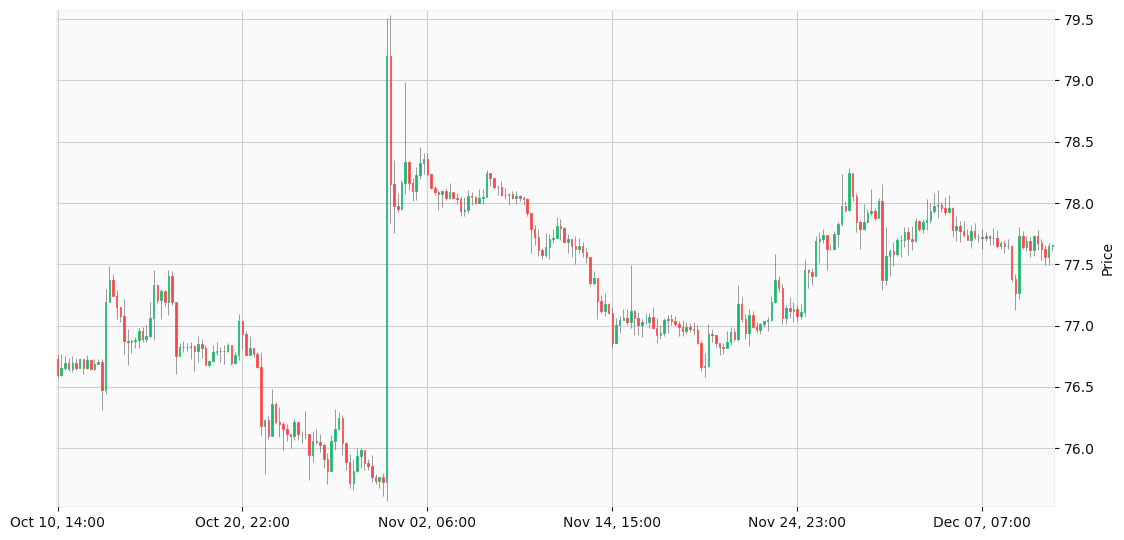 79.5
79.0
78.5
78.0
77.5
77.0
76.5
76.0
Price
Oct 10, 14:00
Oct 20, 22:00
Nov 02, 06:00
Nov 14, 15:00
Nov 24, 23:00
Dec 07, 07:00